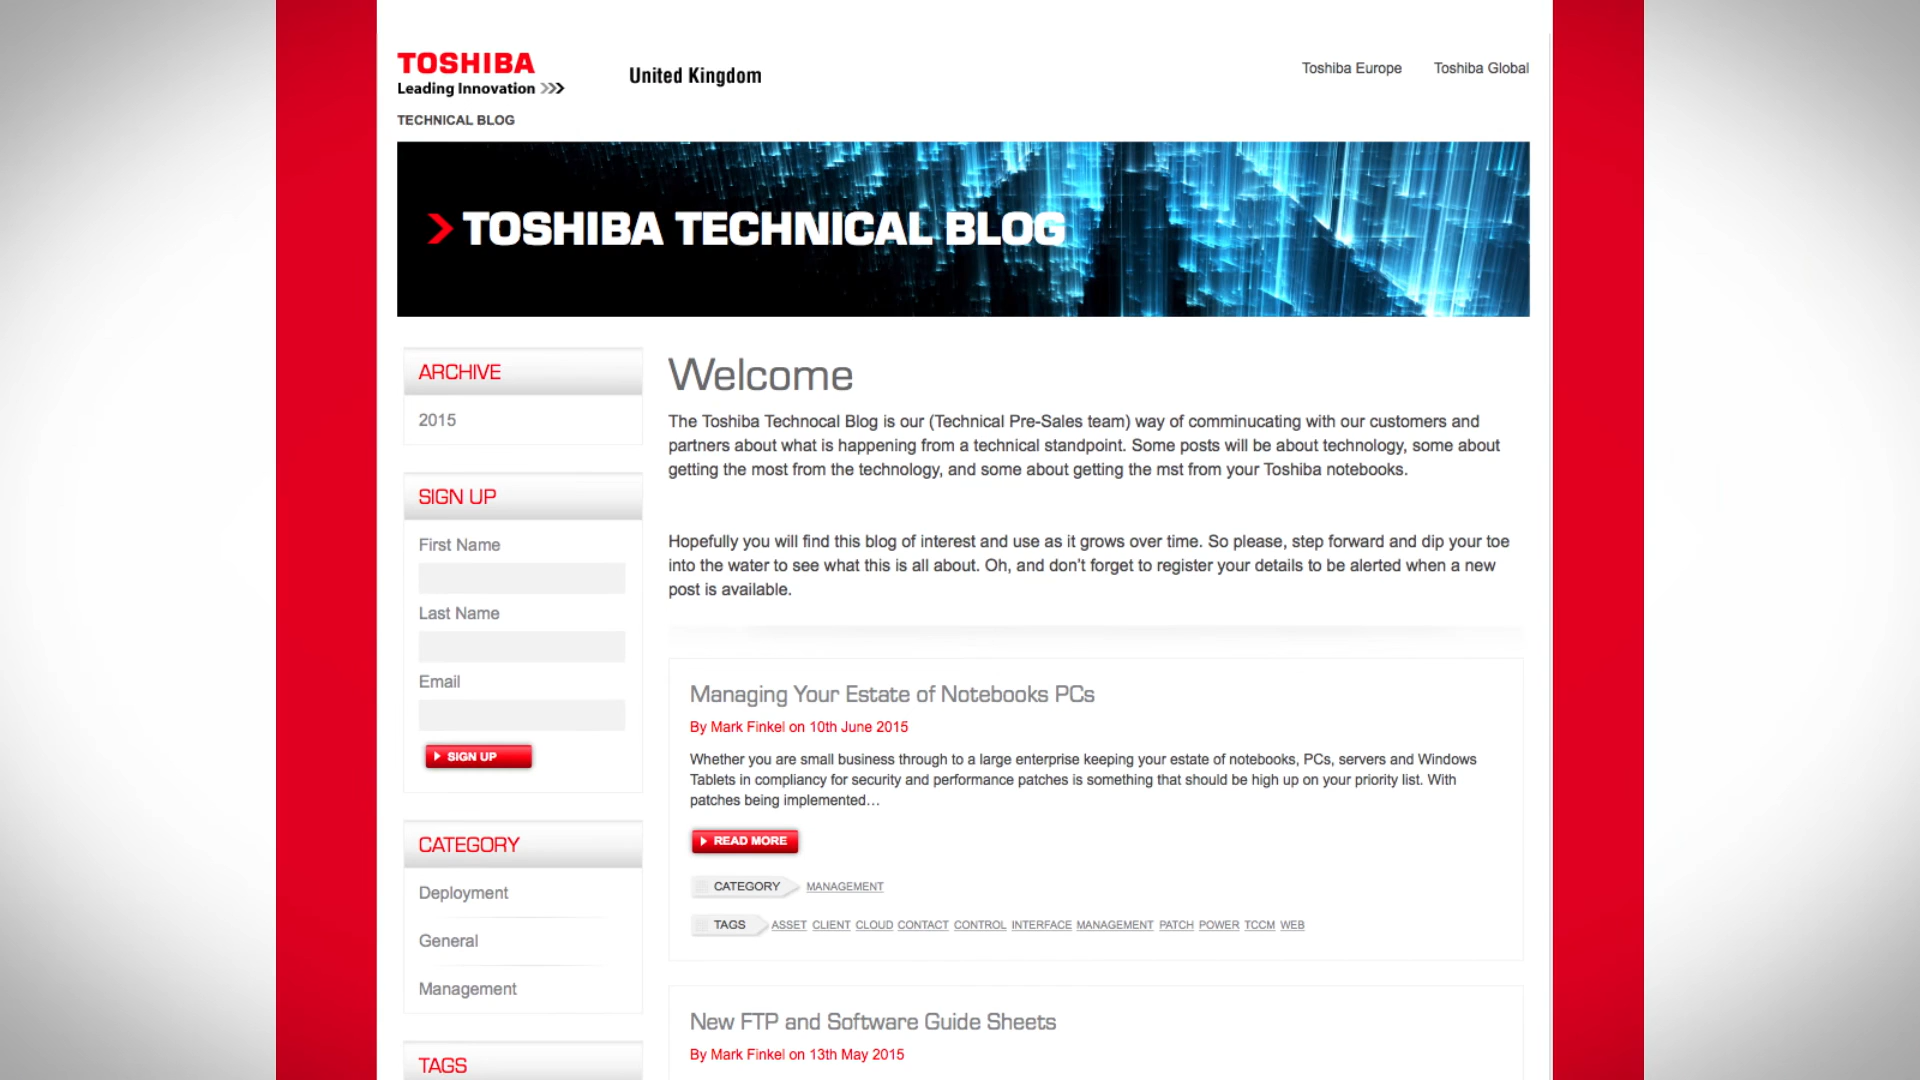 TOSHIBA
Leading Innovation >>>
United Kingdom
Toshiba Europe
Toshiba Global
TECHNICAL BLOG
TOSHIBA TECHNICAL BLOG
ARCHIVE
2015
SIGN UP
First Name
Last Name
Email
SIGN UP
CATEGORY
Deployment
General
Management
TAGS
Welcome
The Toshiba Technocal Blog is our (Technical Pre-Sales team) way of comminucating with our customers and
partners about what is happening from a technical standpoint. Some posts will be about technology, some about
getting the most from the technology, and some about getting the mst from your Toshiba notebooks.
Hopefully you will find this blog of interest and use as it grows over time. So please, step forward and dip your toe
into the water to see what this is all about. Oh, and don't forget to register your details to be alerted when a new
post is available.
Managing Your Estate of Notebooks PCs
By Mark Finkel on 10th June 2015
Whether you are small business through to a large enterprise keeping your estate of notebooks, PCs, servers and Windows
Tablets in compliancy for security and performance patches is something that should be high up on your priority list. With
patches being implemented…
READ MORE
CATEGORY MANAGEMENT
TAGS ASSET CLIENT CLOUD CONTACT CONTROL INTERFACE MANAGEMENT PATCH POWER TCCM WEB
New FTP and Software Guide Sheets
By Mark Finkel on 13th May 2015